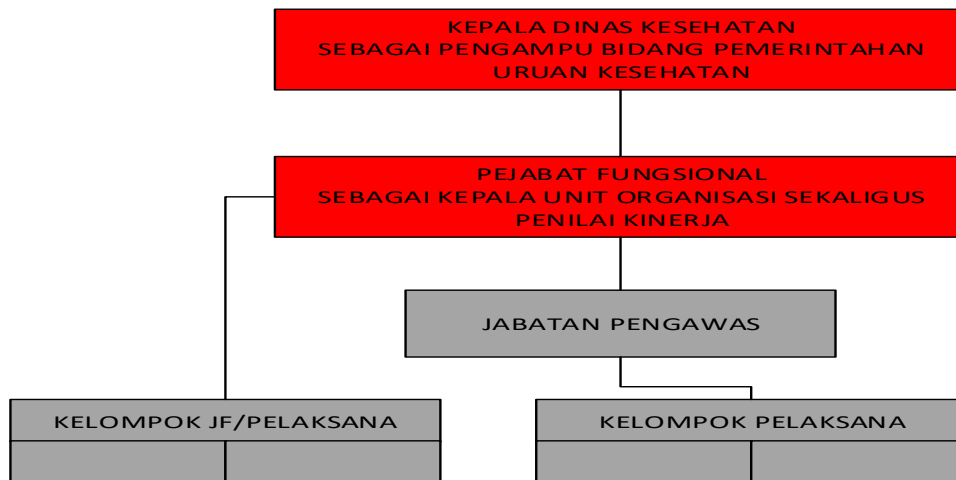 KEPALA DINAS KESEHATAN
SEBAGAI PENGAMPU BIDANG PEMERINTAHAN
URUAN KESEHATAN
PEJABAT FUNGSIONAL
SEBAGAI KEPALA UNIT ORGANISASI SEKALIGUS
PENILAI KINERJA
JABATAN PENGAWAS
KELOMPOK JF/PELAKSANA
KELOMPOK PELAKSANA